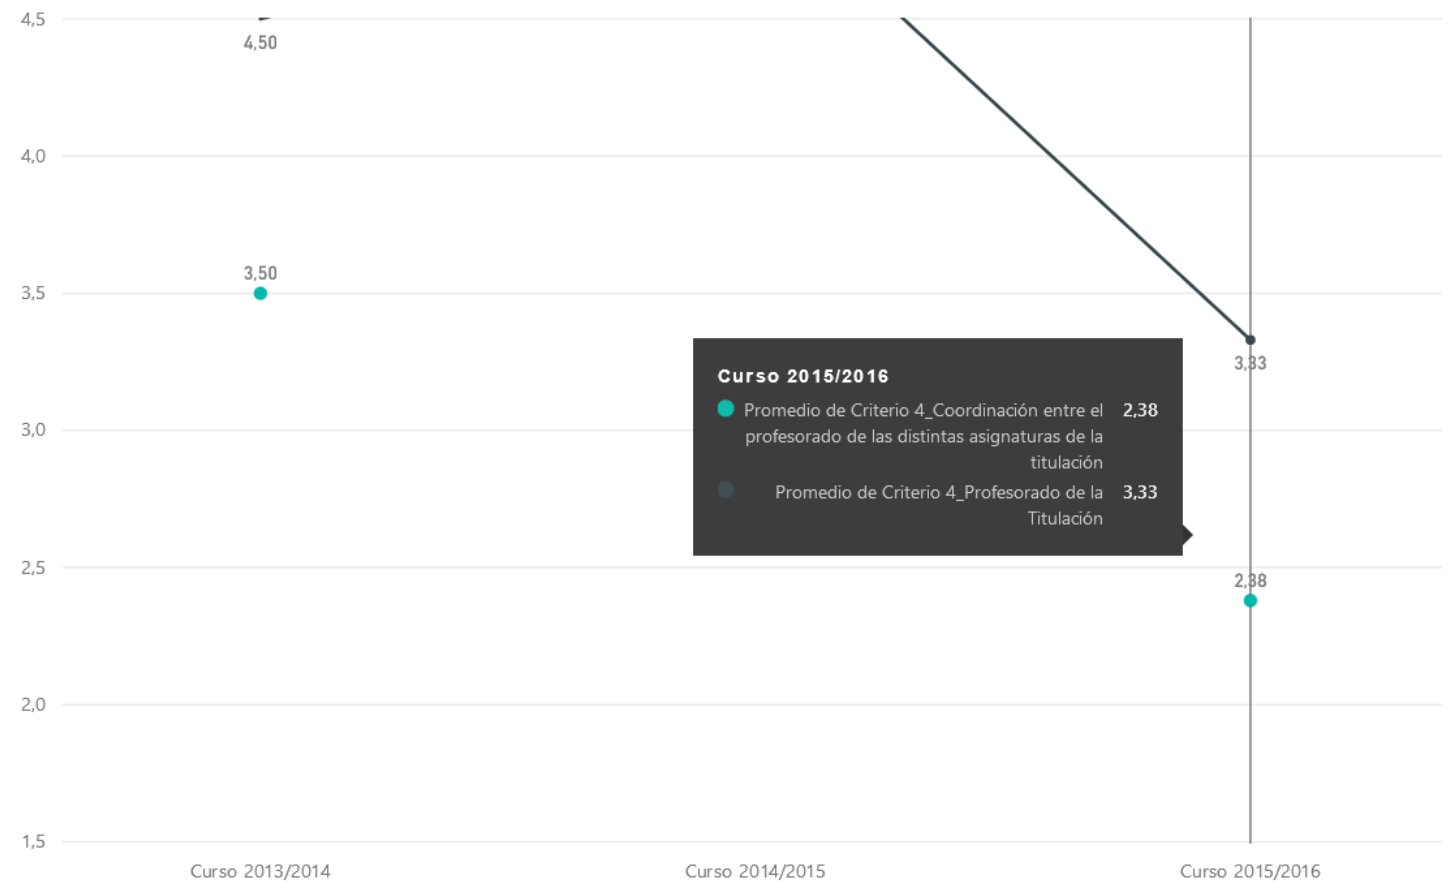 4,5
4,50
4,0
3,50
3,5
3,33
Curso 2015/2016
Promedio de Criterio 4_Coordinación entre el 2,38
profesorado de las distintas asignaturas de la
titulación
3,0
Promedio de Criterio 4_Profesorado de la 3,33
Titulación
2,5
2,38
2,0
1,5
Curso 2013/2014 Curso 2014/2015 Curso 2015/2016